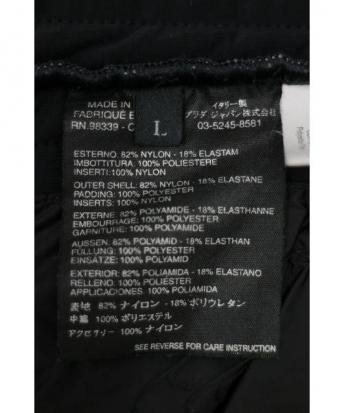 MADE IN
FABRIQUÉ E
RN.98339 - C
L
イタリー製
プラダ ジャパン株式会社
03-5245-8581
ESTERNO: 82% NYLON - 18% ELASTAM
IMBOTTITURA: 100% POLIESTERE
INSERTI:100% NYLON
OUTER SHELL: 82% NYLON - 18% ELASTANE
PADDING: 100% POLYESTER
INSERTS: 100% NYLON
EXTERNE: 82% POLYAMIDE - 18% ELASTHANNE
EMBOURRAGE: 100% POLYESTER
GARNITURE: 100% POLYAMIDE
AUSSEN: 82% POLYAMID - 18% ELASTHAN
FÜLLUNG: 100% POLYESTER
EINSÄTZE: 100% POLYAMID
EXTERIOR: 82% POLIAMIDA - 18% ELASTANO
RELLENO: 100% POLIESTER
APLICACIONES: 100% POLIAMIDA
表地 82% ナイロン - 18% ポリウレタン
中綿 100% ポリエステル
アクセサリー 100% ナイロン
SEE REVERSE FOR CARE INSTRUCTION